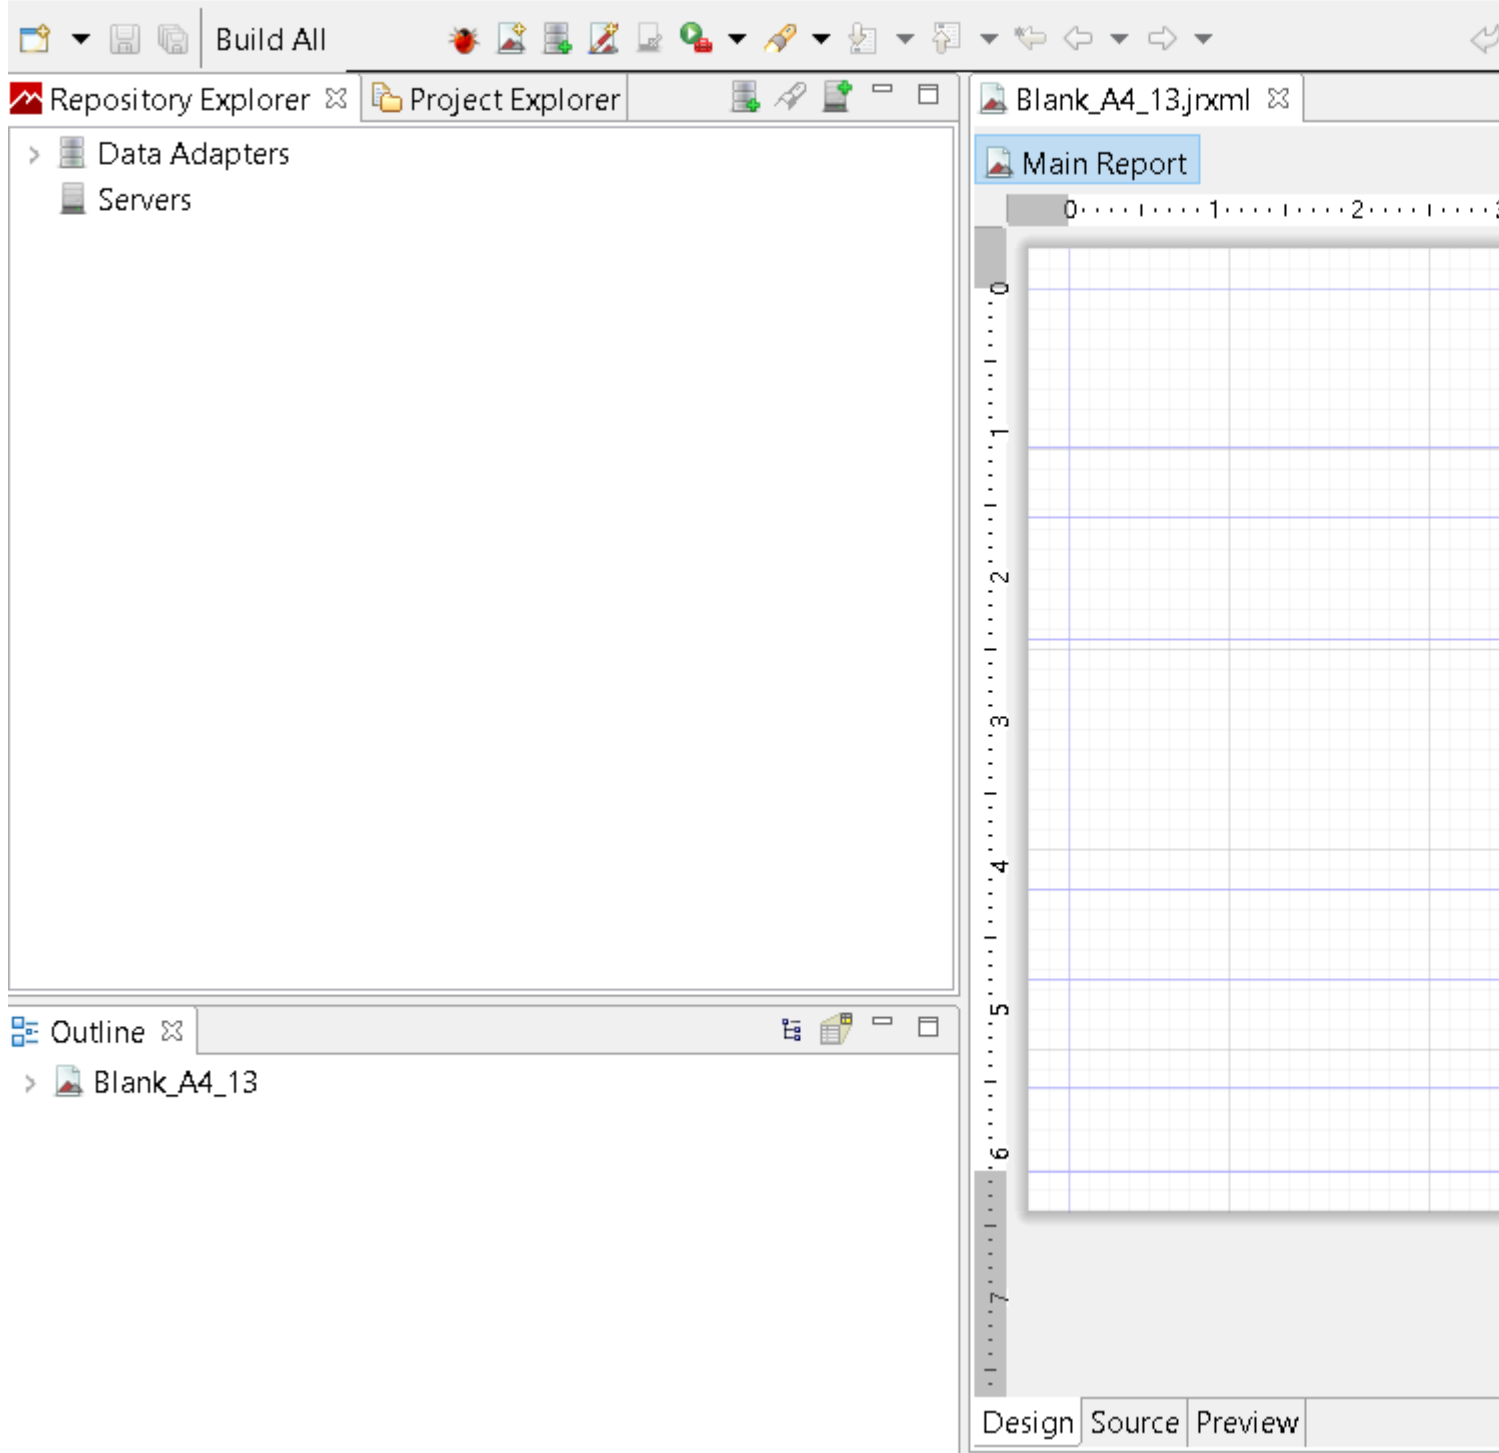 Build All
Repository Explorer
Project Explorer
Data Adapters
Servers
Outline
Blank_A4_13
Blank_A4_13.jrxml
Main Report
0 1 2 3
0
1
2
3
4
5
6
7
Design Source Preview